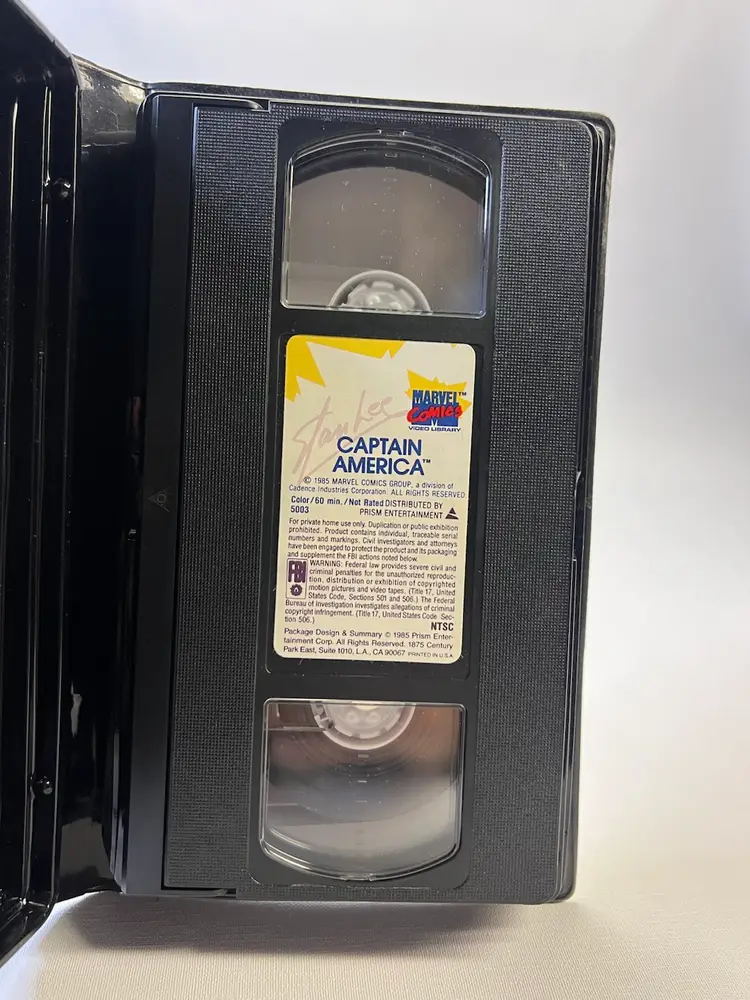 Stan Lee
MARVEL™
COMICS
VIDEO LIBRARY
CAPTAIN
AMERICA™
© 1985 MARVEL COMICS GROUP, a division of
Cadence Industries Corporation. ALL RIGHTS RESERVED.
Color/60 min./Not Rated DISTRIBUTED BY
5003 PRISM ENTERTAINMENT
For private home use only. Duplication or public exhibition
prohibited. Product contains individual, traceable serial
numbers and markings. Civil investigators and attorneys
have been engaged to protect the product and its packaging
and supplement the FBI actions noted below.
FBI
WARNING: Federal law provides severe civil and
criminal penalties for the unauthorized reproduc-
tion, distribution or exhibition of copyrighted
motion pictures and video tapes. (Title 17, United
States Code, Sections 501 and 506.) The Federal
Bureau of Investigation investigates allegations of criminal
copyright infringement. (Title 17, United States Code, Sec-
tion 506.)
NTSC
Package Design & Summary © 1985 Prism Enter-
tainment Corp. All Rights Reserved. 1875 Century
Park East, Suite 1010, L.A., CA 90067 PRINTED IN U.S.A.